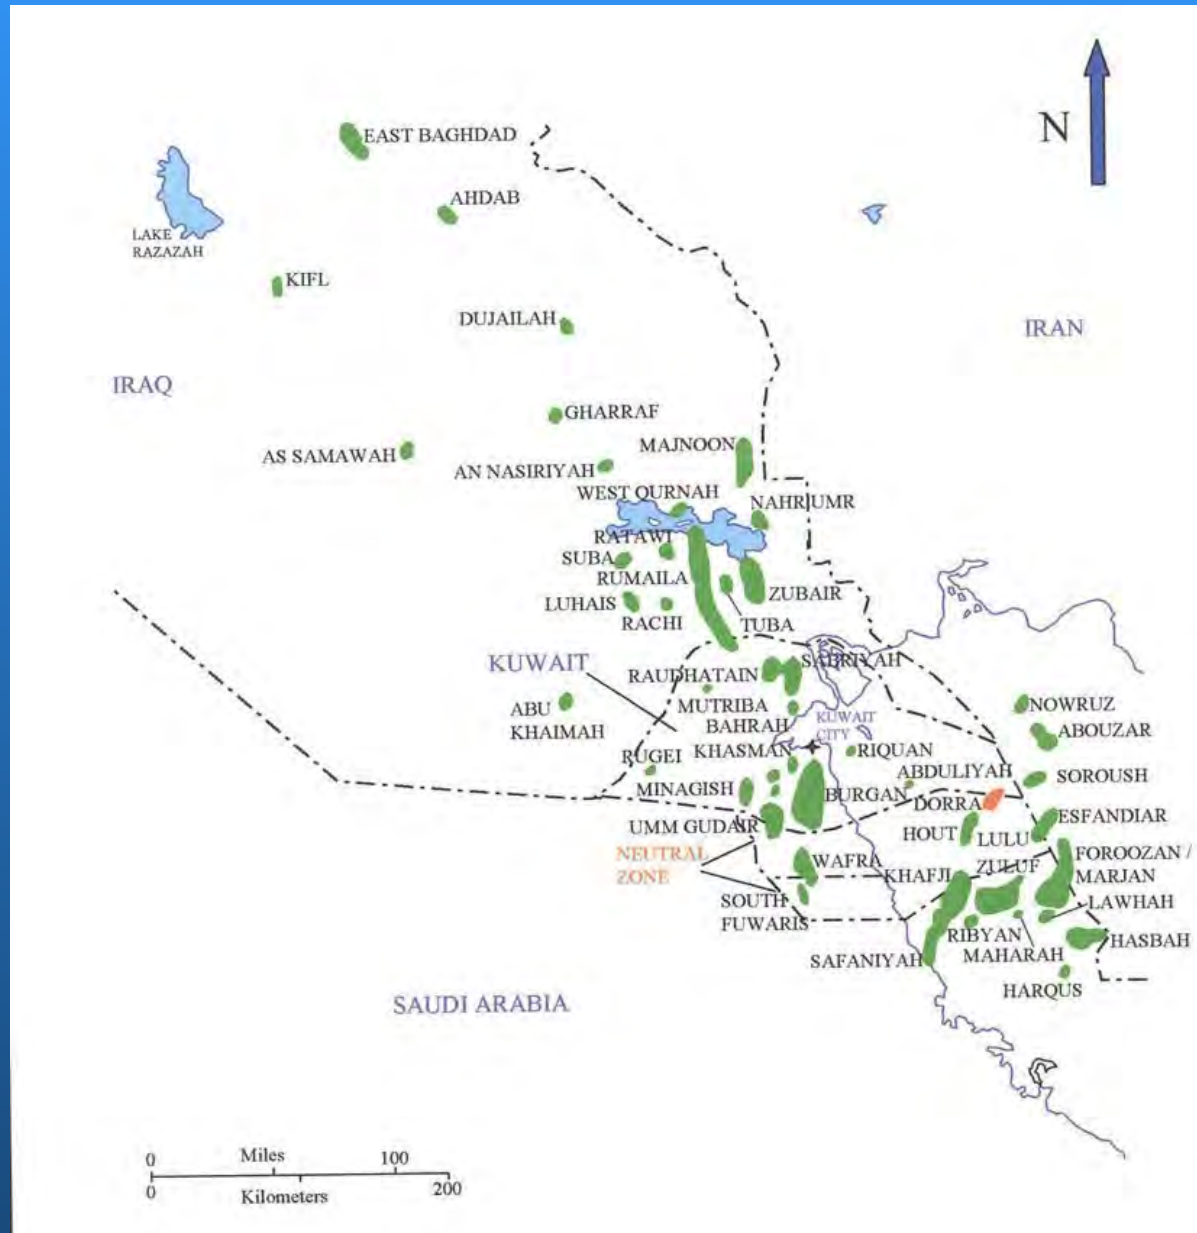 N
EAST BAGHDAD
AHDAB
LAKE
RAZAZAH
KIFL
DUJAILAH
IRAN
IRAQ
GHARRAF
MAJNOON
AS SAMAWAH
AN NASIRIYAH
WEST QURNAH
NAHR UMR
RATAWI
SUBA
RUMAILA
ZUBAIR
LUHAIS
RACHI
TUBA
KUWAIT
SABRIYAH
RAUDHATAIN
MUTRIBA
ABU
KHAIMAH
BAHRAH
KUWAIT
CITY
NOWRUZ
ABOUZAR
RUGEI
KHASMAN
RIQUAN
ABDULIYAH
SOROUSH
MINAGISH
BURGAN
DORRA
ESFANDIAR
UMM GUDAIR
HOUT
LULU
NEUTRAL
ZONE
WAFRA
KHAFJI
ZULUF
FOROOZAN /
MARJAN
SOUTH
FUWARIS
LAWHAH
RIBYAN
MAHARAH
HASBAH
SAFANIYAH
HARQUS
SAUDI ARABIA
0 Miles 100
0 Kilometers 200